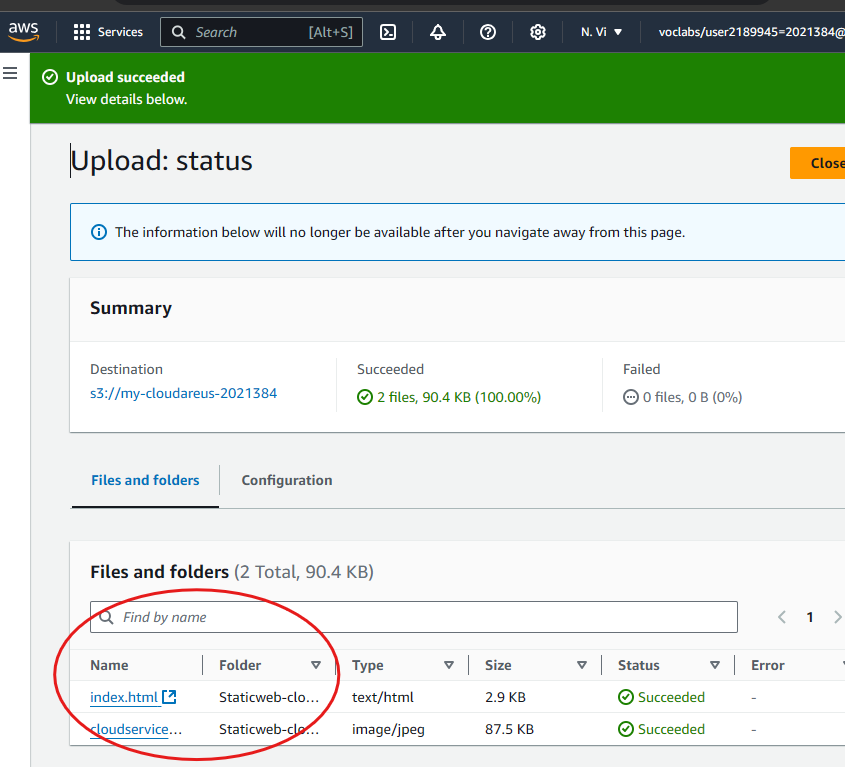 aws Services Search [Alt+S] N. Vi voclabs/user2189945=2021384@
Upload succeeded
View details below.
Upload: status
Close
The information below will no longer be available after you navigate away from this page.
Summary
Destination Succeeded Failed
s3://my-cloudareus-2021384 2 files, 90.4 KB (100.00%) 0 files, 0 B (0%)
Files and folders Configuration
Files and folders (2 Total, 90.4 KB)
Find by name 1
Name Folder Type Size Status Error
index.html Staticweb-clo... text/html 2.9 KB Succeeded -
cloudservice... Staticweb-clo... image/jpeg 87.5 KB Succeeded -